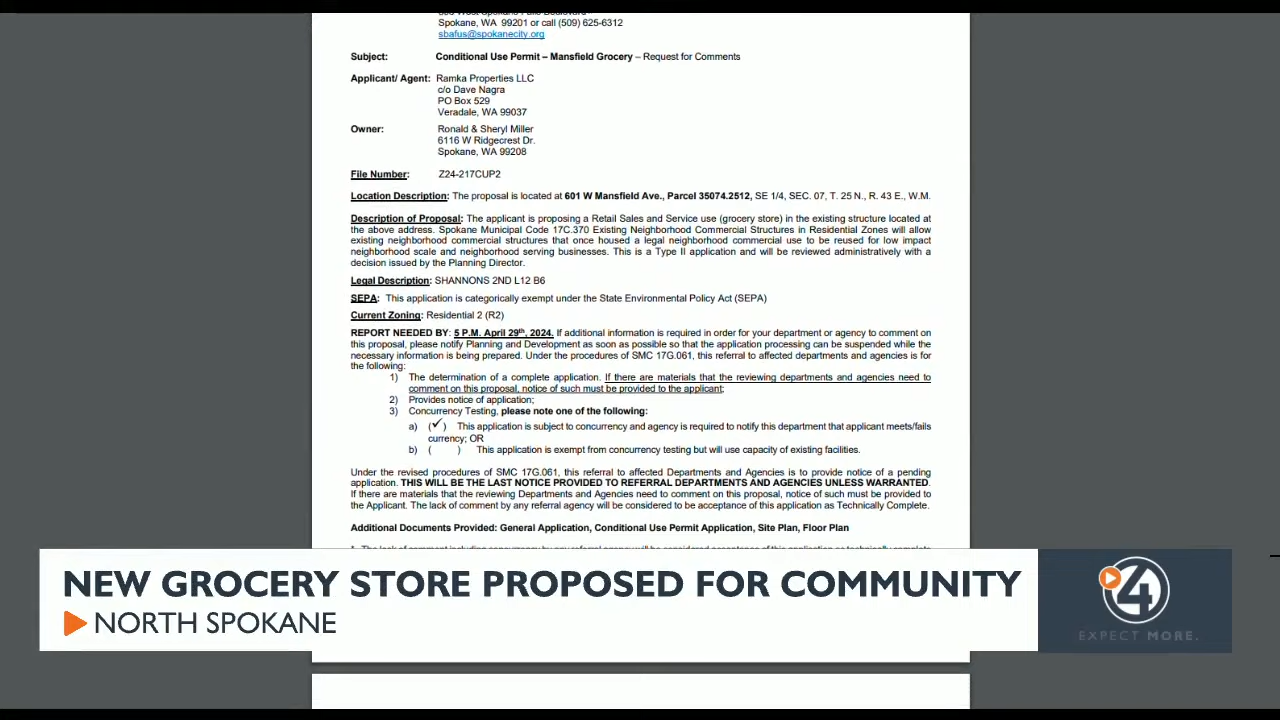 Spokane, WA 99201 or call (509) 625-6312
sbafus@spokanecity.org
Subject: Conditional Use Permit – Mansfield Grocery – Request for Comments
Applicant/ Agent: Ramka Properties LLC
c/o Dave Nagra
PO Box 529
Veradale, WA 99037
Owner: Ronald & Sheryl Miller
6116 W Ridgecrest Dr.
Spokane, WA 99208
File Number: Z24-217CUP2
Location Description: The proposal is located at 601 W Mansfield Ave., Parcel 35074.2512, SE 1/4, SEC. 07, T. 25 N., R. 43 E., W.M.
Description of Proposal: The applicant is proposing a Retail Sales and Service use (grocery store) in the existing structure located at
the above address. Spokane Municipal Code 17C.370 Existing Neighborhood Commercial Structures in Residential Zones will allow
existing neighborhood commercial structures that once housed a legal neighborhood commercial use to be reused for low impact
neighborhood scale and neighborhood serving businesses. This is a Type II application and will be reviewed administratively with a
decision issued by the Planning Director.
Legal Description: SHANNONS 2ND L12 B6
SEPA: This application is categorically exempt under the State Environmental Policy Act (SEPA)
Current Zoning: Residential 2 (R2)
REPORT NEEDED BY: 5 P.M. April 29th, 2024. If additional information is required in order for your department or agency to comment on
this proposal, please notify Planning and Development as soon as possible so that the application processing can be suspended while the
necessary information is being prepared. Under the procedures of SMC 17G.061, this referral to affected departments and agencies is for
the following:
1) The determination of a complete application. If there are materials that the reviewing departments and agencies need to
comment on this proposal, notice of such must be provided to the applicant;
2) Provides notice of application;
3) Concurrency Testing, please note one of the following:
a) (✓) This application is subject to concurrency and agency is required to notify this department that applicant meets/fails
currency; OR
b) ( ) This application is exempt from concurrency testing but will use capacity of existing facilities.
Under the revised procedures of SMC 17G.061, this referral to affected Departments and Agencies is to provide notice of a pending
application. THIS WILL BE THE LAST NOTICE PROVIDED TO REFERRAL DEPARTMENTS AND AGENCIES UNLESS WARRANTED.
If there are materials that the reviewing Departments and Agencies need to comment on this proposal, notice of such must be provided to
the Applicant. The lack of comment by any referral agency will be considered to be acceptance of this application as Technically Complete.
Additional Documents Provided: General Application, Conditional Use Permit Application, Site Plan, Floor Plan
NEW GROCERY STORE PROPOSED FOR COMMUNITY
NORTH SPOKANE
4
EXPECT MORE.